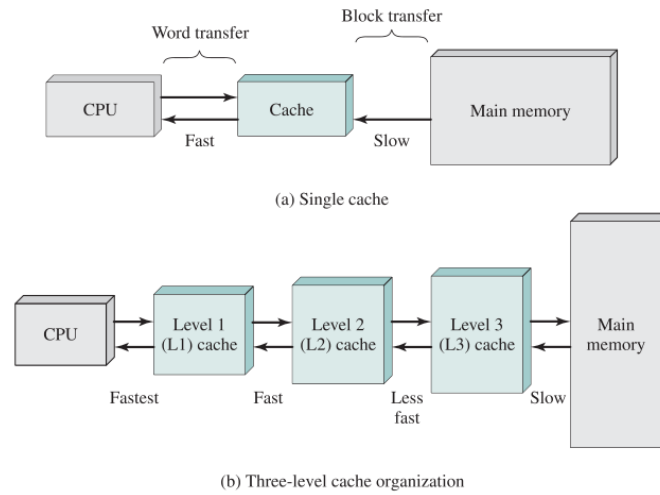 Word transfer
Block transfer
CPU
Cache
Main memory
Fast
Slow
(a) Single cache
CPU
Level 1
(L1) cache
Level 2
(L2) cache
Level 3
(L3) cache
Main
memory
Fastest
Fast
Less
fast
Slow
(b) Three-level cache organization